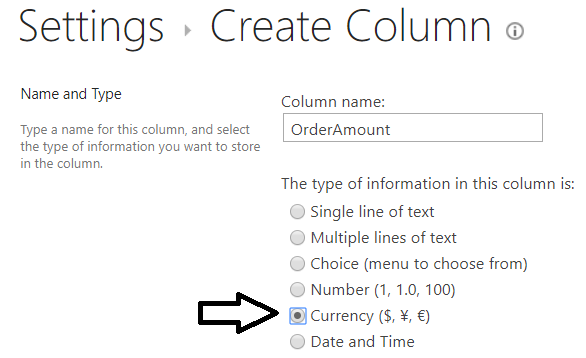 Settings ▸ Create Column ⓘ
Name and Type
Type a name for this column, and select
the type of information you want to store
in the column.
Column name:
OrderAmount
The type of information in this column is:
Single line of text
Multiple lines of text
Choice (menu to choose from)
Number (1, 1.0, 100)
Currency ($, ¥, €)
Date and Time